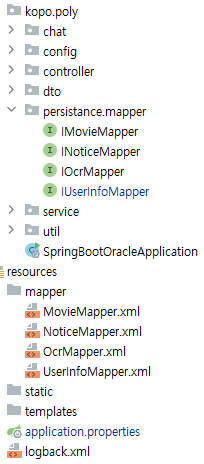 kopo.poly
chat
config
controller
dto
persistance.mapper
IMovieMapper
INoticeMapper
IOcrMapper
IUserInfoMapper
service
util
SpringBootOracleApplication
resources
mapper
MovieMapper.xml
NoticeMapper.xml
OcrMapper.xml
UserInfoMapper.xml
static
templates
application.properties
logback.xml